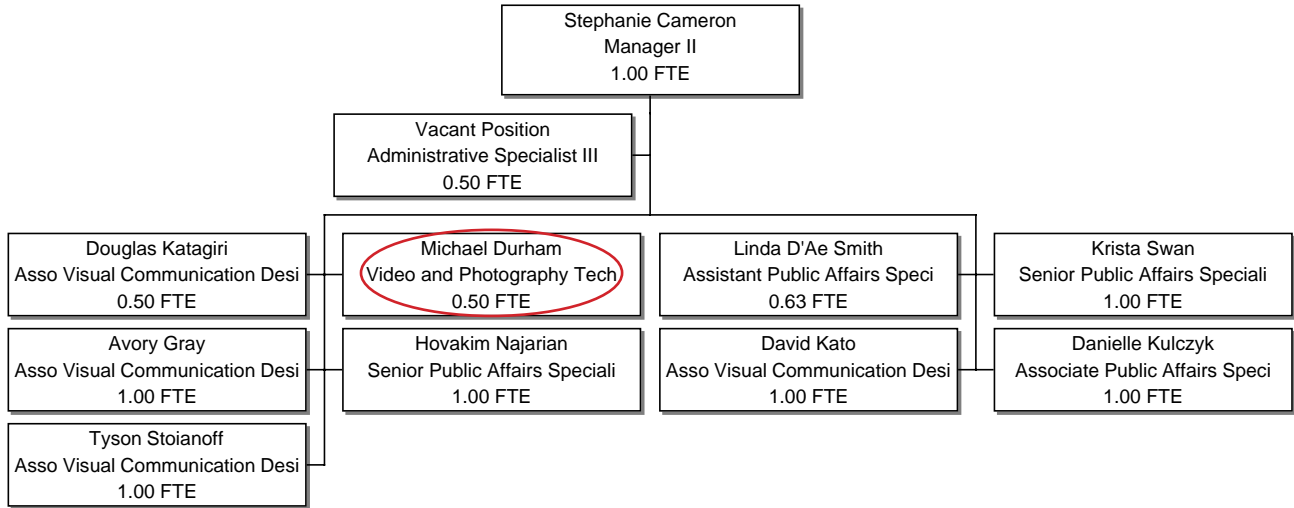 Stephanie Cameron
Manager II
1.00 FTE
Vacant Position
Administrative Specialist III
0.50 FTE
Douglas Katagiri
Asso Visual Communication Desi
0.50 FTE
Michael Durham
Video and Photography Tech
0.50 FTE
Linda D'Ae Smith
Assistant Public Affairs Speci
0.63 FTE
Krista Swan
Senior Public Affairs Speciali
1.00 FTE
Avory Gray
Asso Visual Communication Desi
1.00 FTE
Hovakim Najarian
Senior Public Affairs Speciali
1.00 FTE
David Kato
Asso Visual Communication Desi
1.00 FTE
Danielle Kulczyk
Associate Public Affairs Speci
1.00 FTE
Tyson Stoianoff
Asso Visual Communication Desi
1.00 FTE